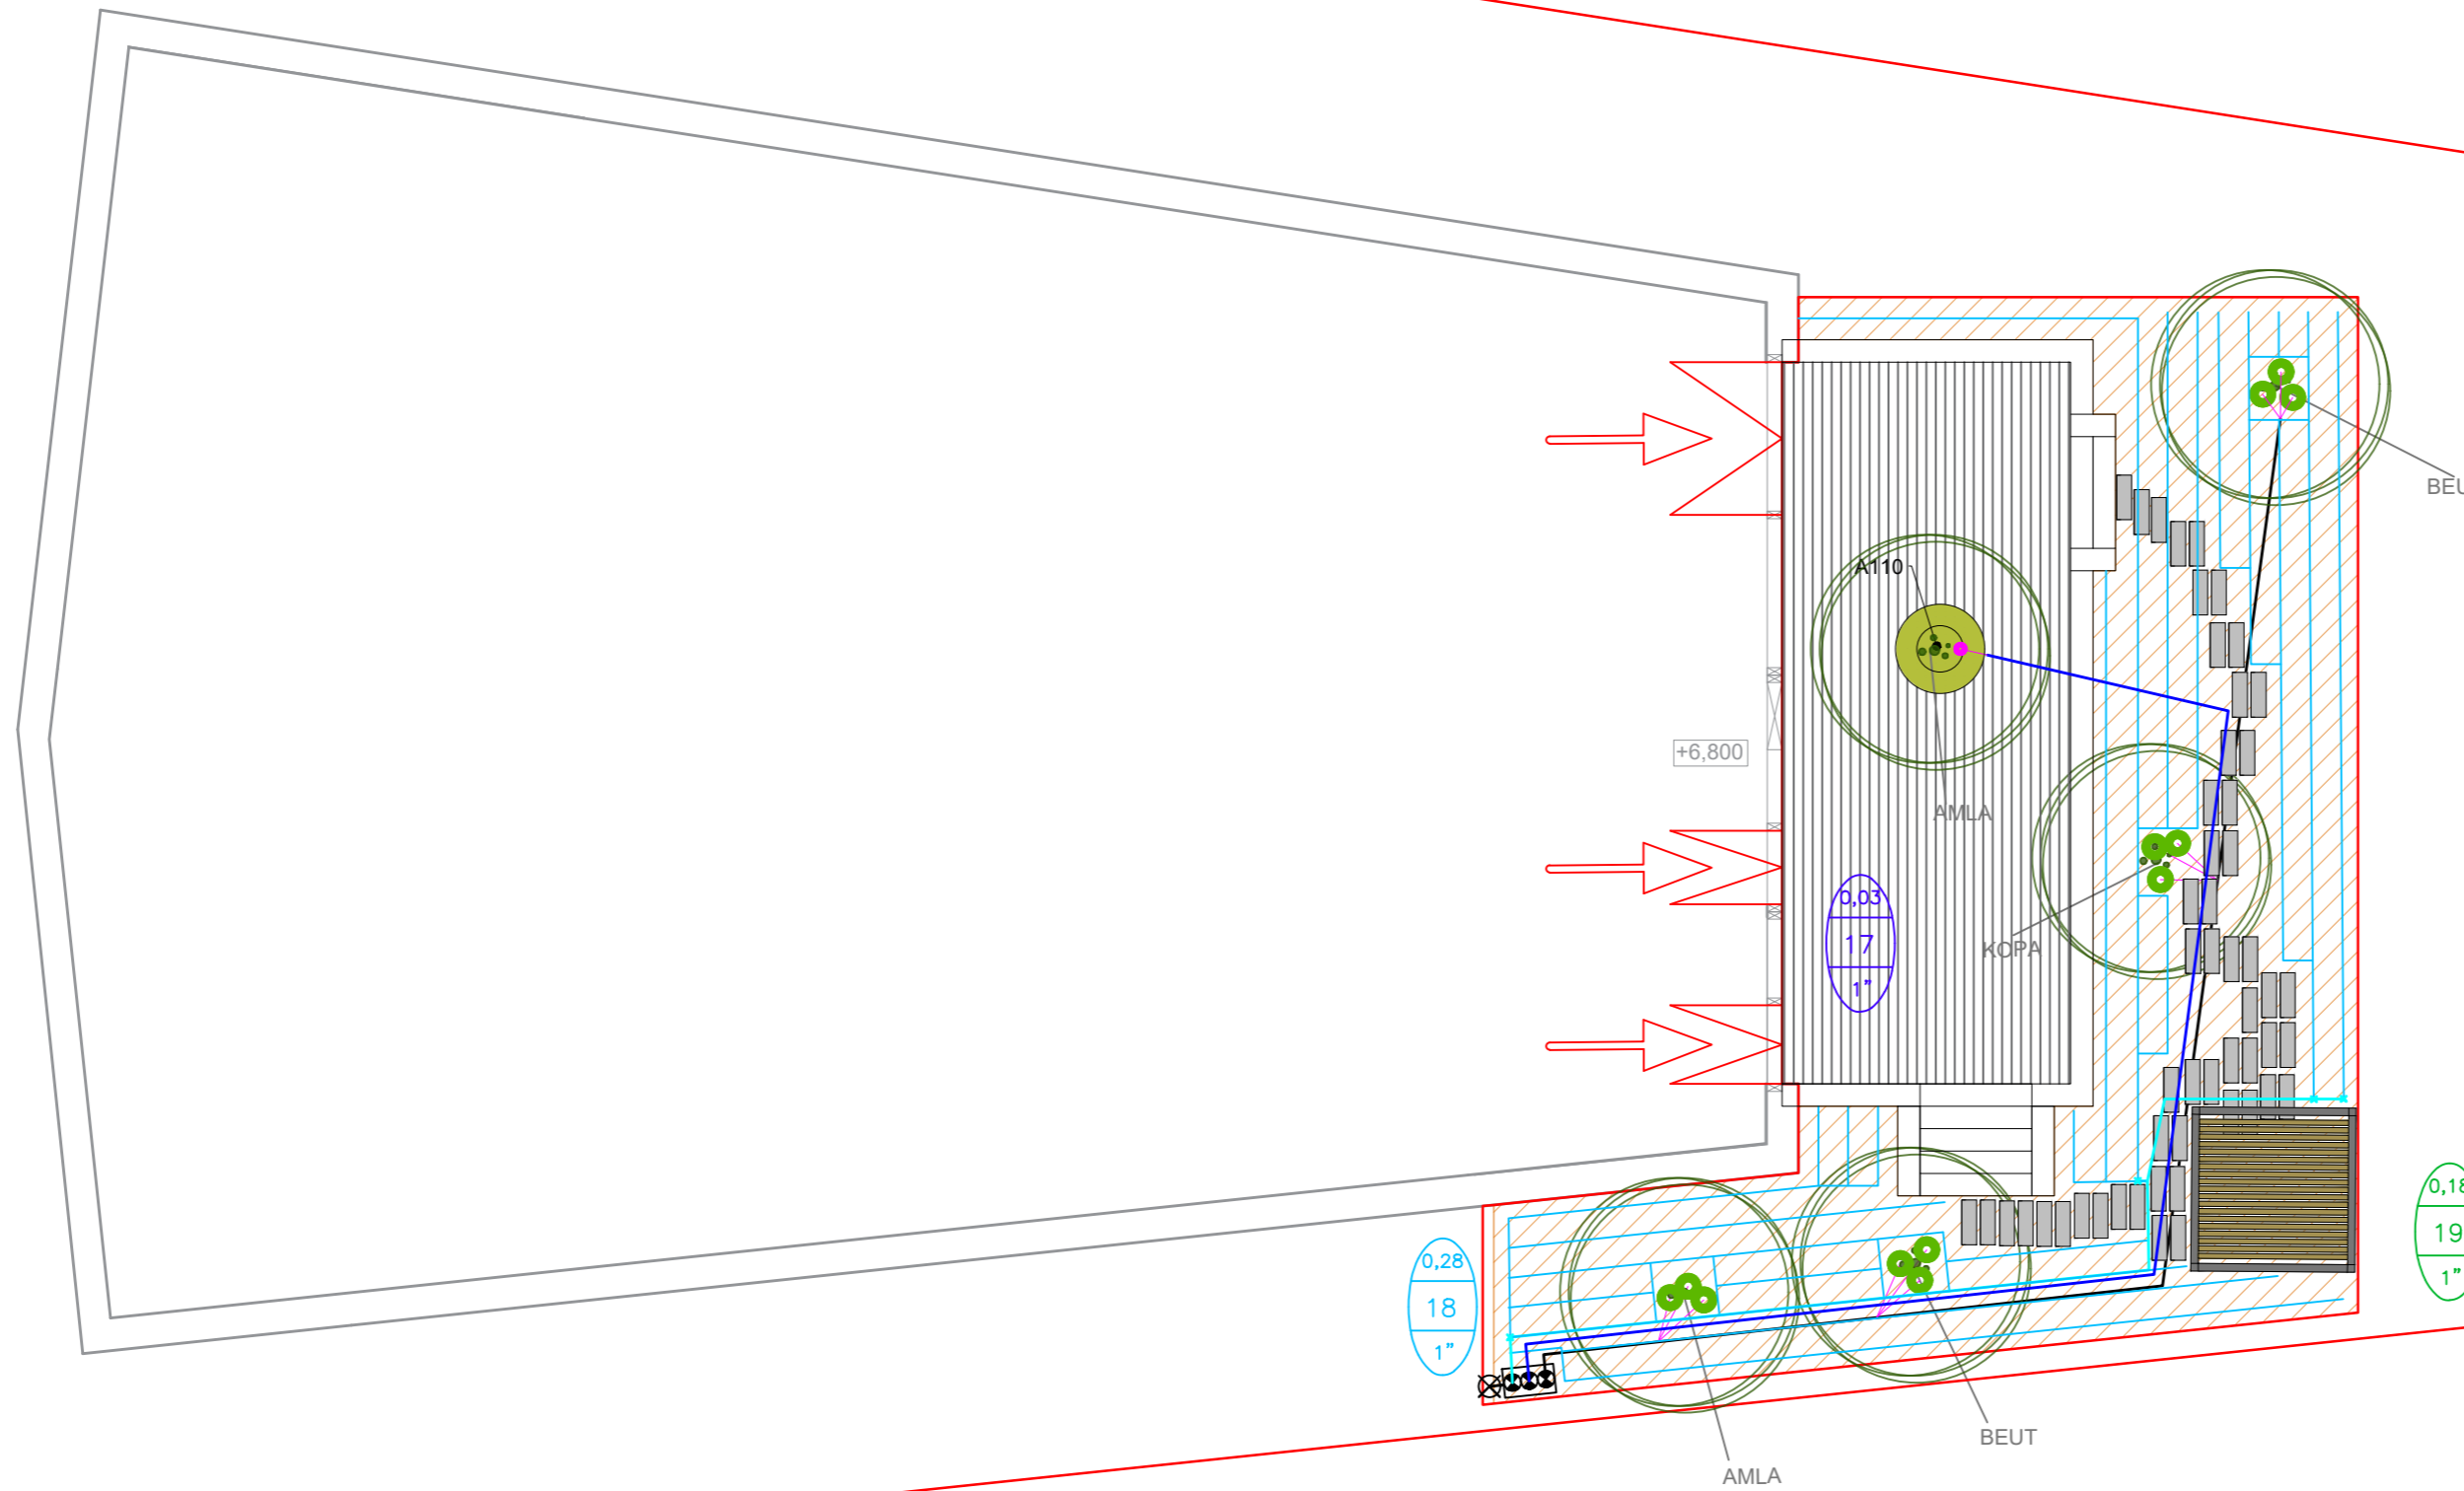 BEU
A110
+6,800
AMLA
0,03
17
1"
KOPA
0,18
19
1"
0,28
18
1"
BEUT
AMLA